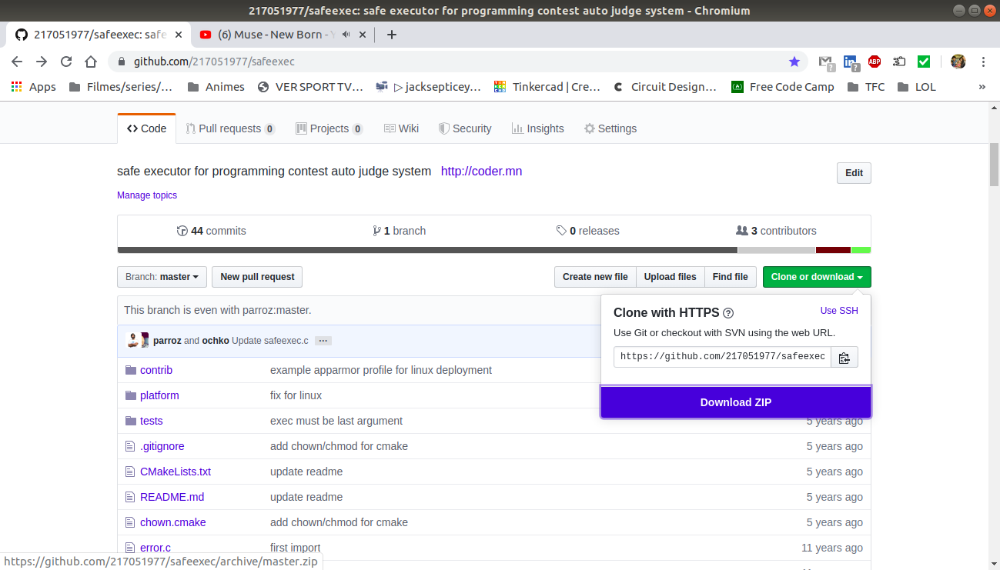 217051977/safeexec: safe executor for programming contest auto judge system - Chromium
217051977/safeexec: safe
(6) Muse - New Born -
github.com/217051977/safeexec
Apps Filmes/series/… Animes VER SPORT TV… ▷ jacksepticey… Tinkercad | Cre… Circuit Design… Free Code Camp TFC LOL »
Code Pull requests 0 Projects 0 Wiki Security Insights Settings
safe executor for programming contest auto judge system http://coder.mn Edit
Manage topics
44 commits 1 branch 0 releases 3 contributors
Branch: master New pull request Create new file Upload files Find file Clone or download
This branch is even with parroz:master.
Clone with HTTPS Use SSH
Use Git or checkout with SVN using the web URL.
https://github.com/217051977/safeexec
Download ZIP
parroz and ochko Update safeexec.c …
contrib example apparmor profile for linux deployment
platform fix for linux
tests exec must be last argument 5 years ago
.gitignore add chown/chmod for cmake 5 years ago
CMakeLists.txt update readme 5 years ago
README.md update readme 5 years ago
chown.cmake add chown/chmod for cmake 5 years ago
error.c first import 11 years ago
https://github.com/217051977/safeexec/archive/master.zip